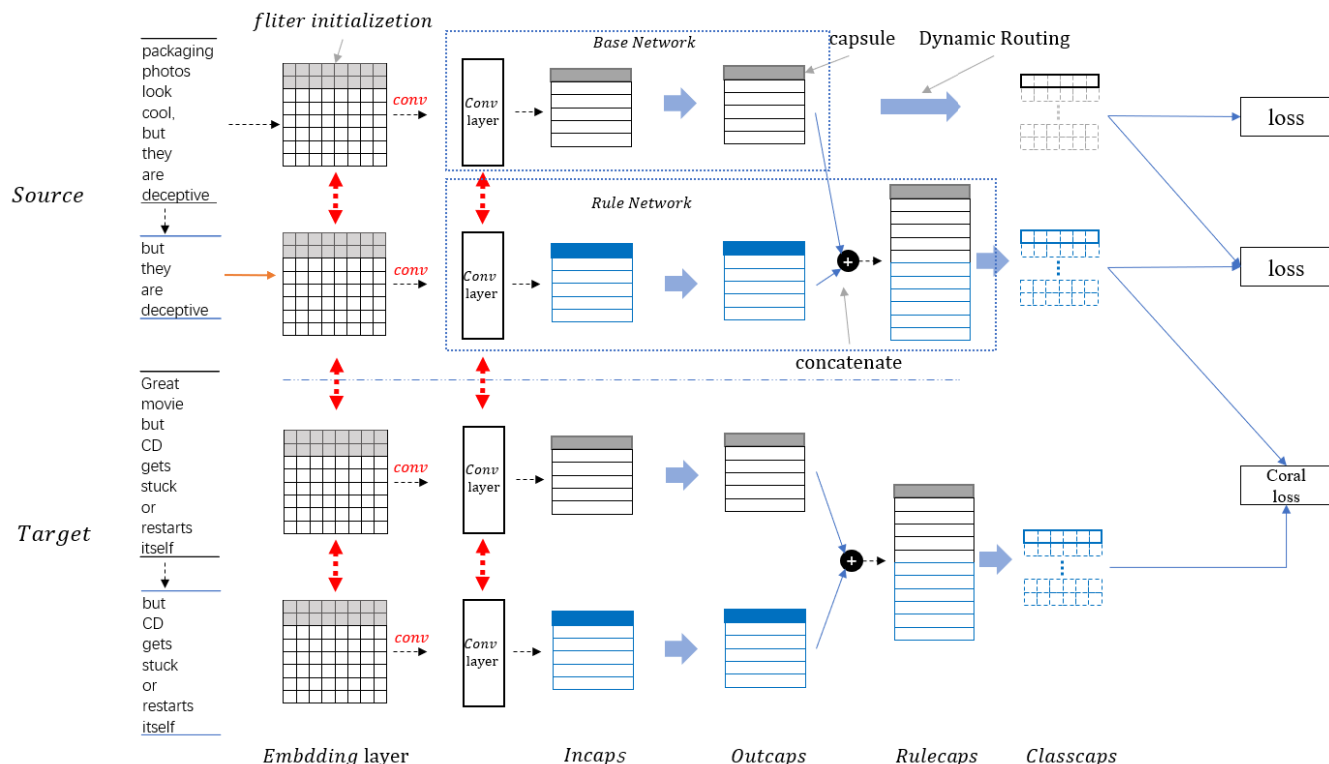 fliter initializetion
packaging
photos
look
cool,
but
they
are
deceptive
conv
Base Network
Conv
layer
capsule
Dynamic Routing
loss
Source
but
they
are
deceptive
conv
Rule Network
Conv
layer
+
concatenate
loss
Great
movie
but
CD
gets
stuck
or
restarts
itself
conv
Conv
layer
Coral
loss
Target
+
but
CD
gets
stuck
or
restarts
itself
conv
Conv
layer
Embdding layer
Incaps
Outcaps
Rulecaps
Classcaps